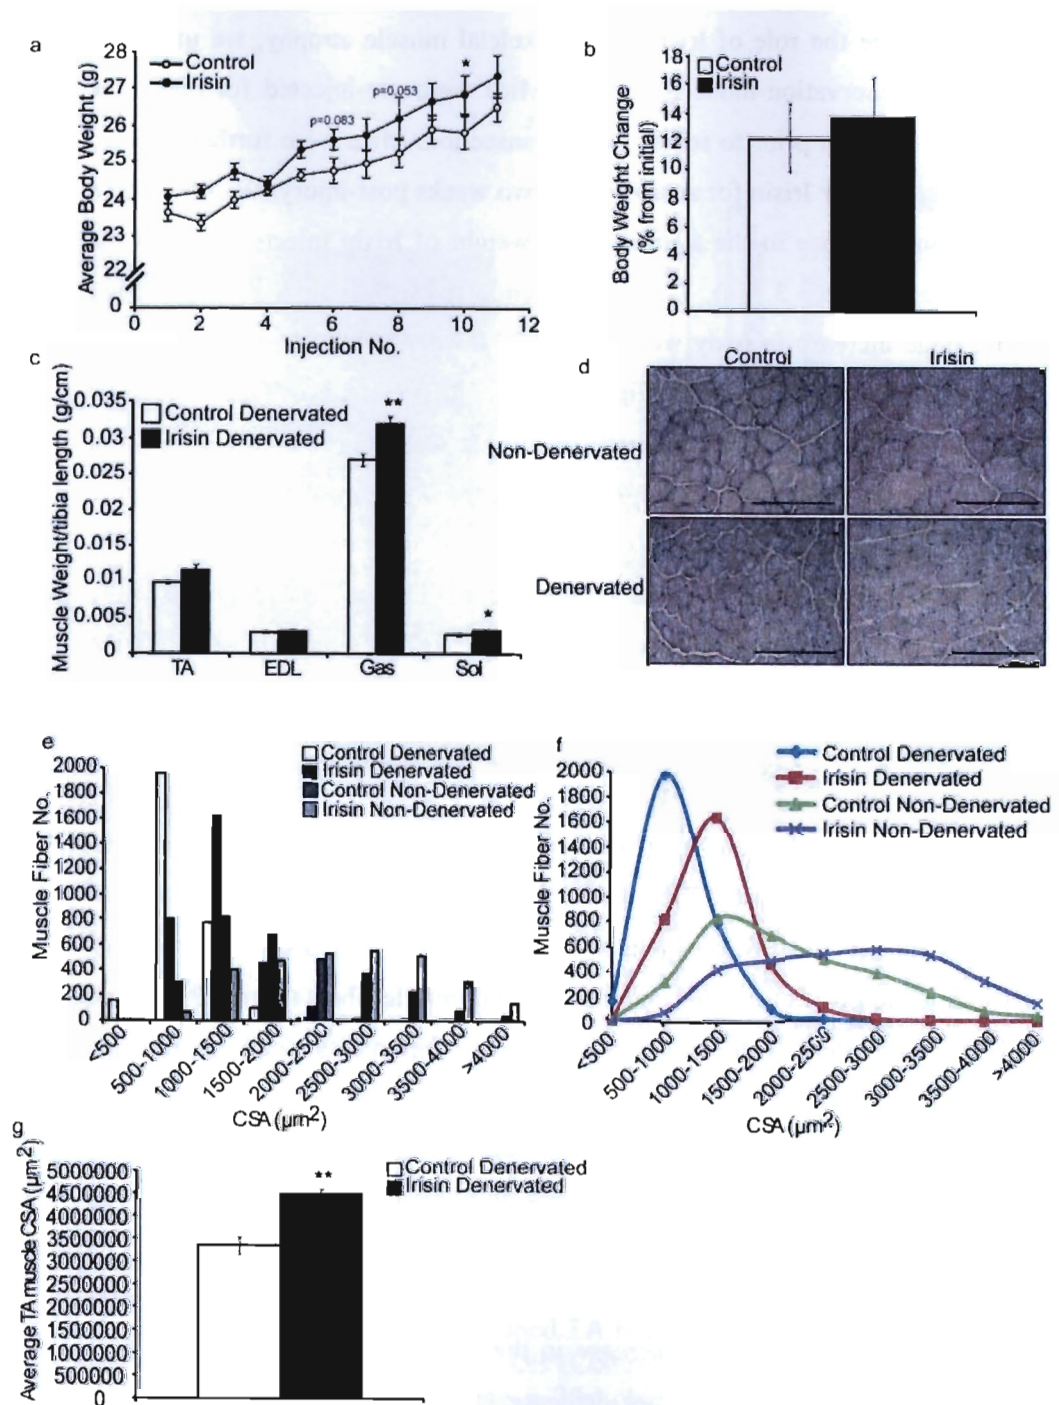 a
28
27
26
25
24
23
22
0
Average Body Weight (g)
Control
Irisin
p=0.083
p=0.053
*
0 2 4 6 8 10 12
Injection No.
b
18
16
14
12
10
8
6
4
2
0
Body Weight Change
(% from initial)
Control
Irisin
c
0.035
0.03
0.025
0.02
0.015
0.01
0.005
0
Muscle Weight/tibia length (g/cm)
Control Denervated
Irisin Denervated
**
*
TA EDL Gas Sol
d
Control Irisin
Non-Denervated
Denervated
e
2000
1800
1600
1400
1200
1000
800
600
400
200
0
Muscle Fiber No.
Control Denervated
Irisin Denervated
Control Non-Denervated
Irisin Non-Denervated
<500 500-1000 1000-1500 1500-2000 2000-2500 2500-3000 3000-3500 3500-4000 >4000
CSA (µm²)
f
2000
1800
1600
1400
1200
1000
800
600
400
200
0
Muscle Fiber No.
Control Denervated
Irisin Denervated
Control Non-Denervated
Irisin Non-Denervated
<500 500-1000 1000-1500 1500-2000 2000-2500 2500-3000 3000-3500 3500-4000 >4000
CSA (µm²)
g
5000000
4500000
4000000
3500000
3000000
2500000
2000000
1500000
1000000
500000
0
Average TA muscle CSA (µm²)
Control Denervated
Irisin Denervated
**